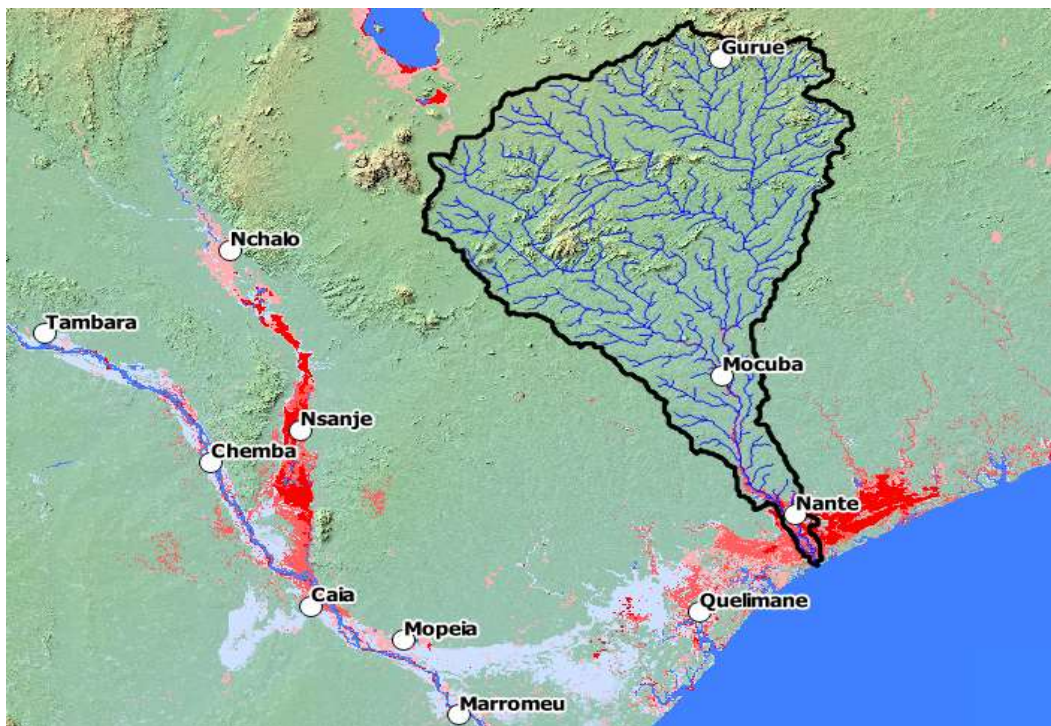 Gurue
Nchalo
Tambara
Mocuba
Nsanje
Chemba
Nante
Caia
Quelimane
Mopeia
Marromeu